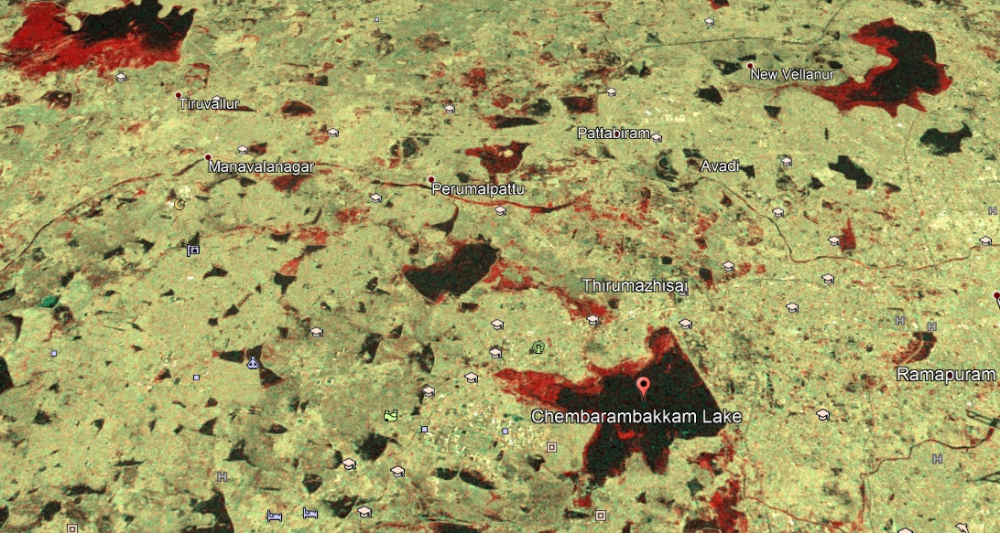 New Vellanur
Tiruvallur
Pattabiram
Manavalanagar
Avadi
Perumalpattu
Thirumazhisai
Ramapuram
Chembarambakkam Lake